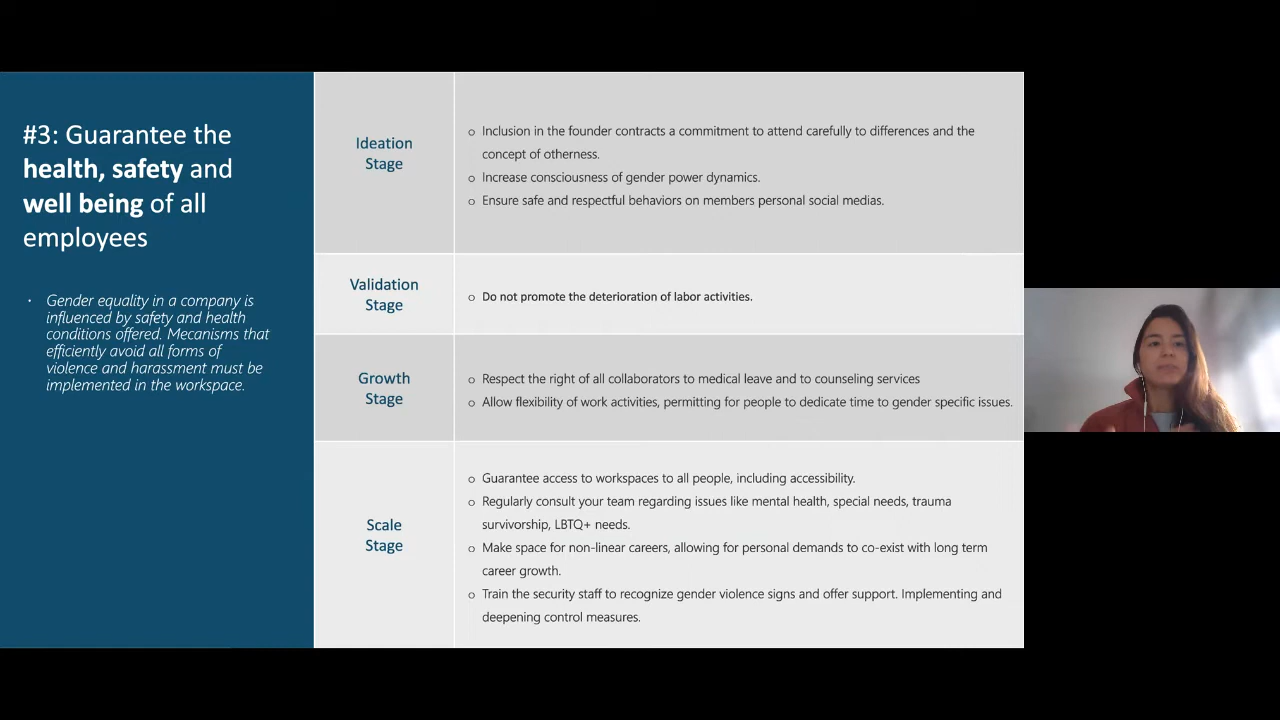 #3: Guarantee the
health, safety and
well being of all
employees
· Gender equality in a company is
influenced by safety and health
conditions offered. Mecanisms that
efficiently avoid all forms of
violence and harassment must be
implemented in the workspace.
Ideation
Stage
o Inclusion in the founder contracts a commitment to attend carefully to differences and the
concept of otherness.
o Increase consciousness of gender power dynamics.
o Ensure safe and respectful behaviors on members personal social medias.
Validation
Stage
o Do not promote the deterioration of labor activities.
Growth
Stage
o Respect the right of all collaborators to medical leave and to counseling services
o Allow flexibility of work activities, permitting for people to dedicate time to gender specific issues.
Scale
Stage
o Guarantee access to workspaces to all people, including accessibility.
o Regularly consult your team regarding issues like mental health, special needs, trauma
survivorship, LBTQ+ needs.
o Make space for non-linear careers, allowing for personal demands to co-exist with long term
career growth.
o Train the security staff to recognize gender violence signs and offer support. Implementing and
deepening control measures.